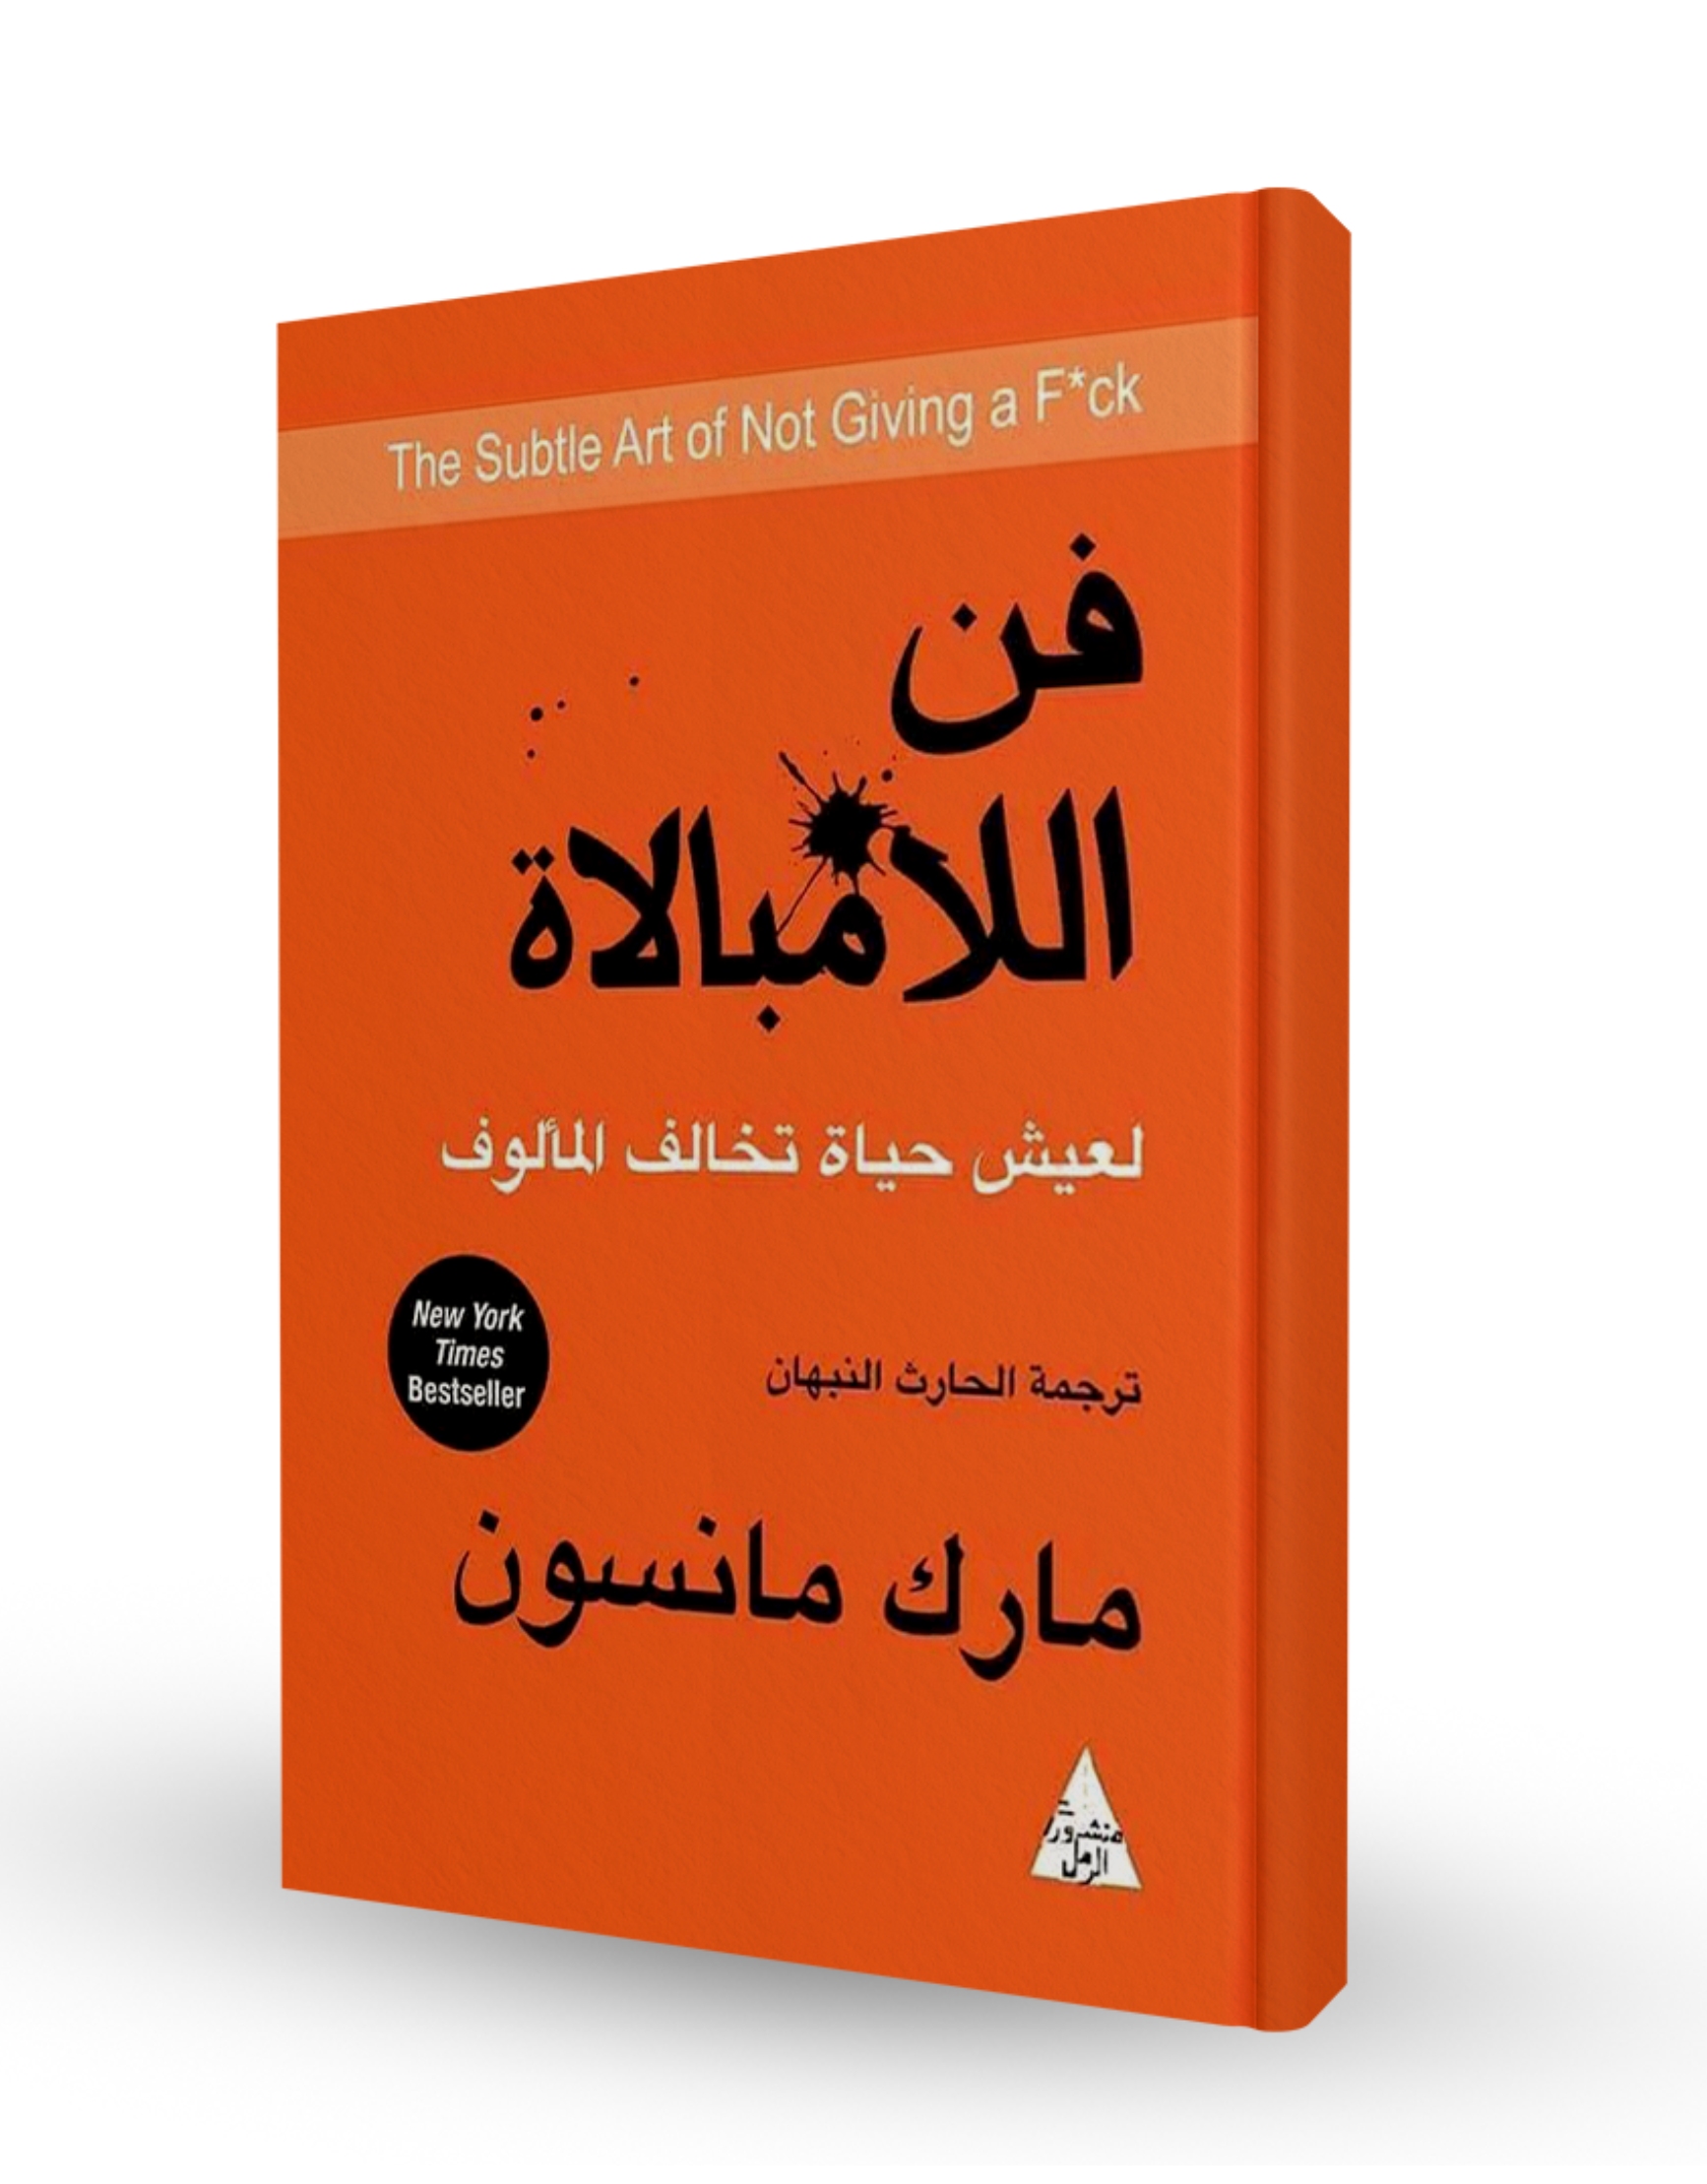 The Subtle Art of Not Giving a F*ck
فن
اللامبالاة
لعيش حياة تخالف المألوف
New York
Times
Bestseller
ترجمة الحارث النبهان
مارك مانسون
منشورات
الرمل